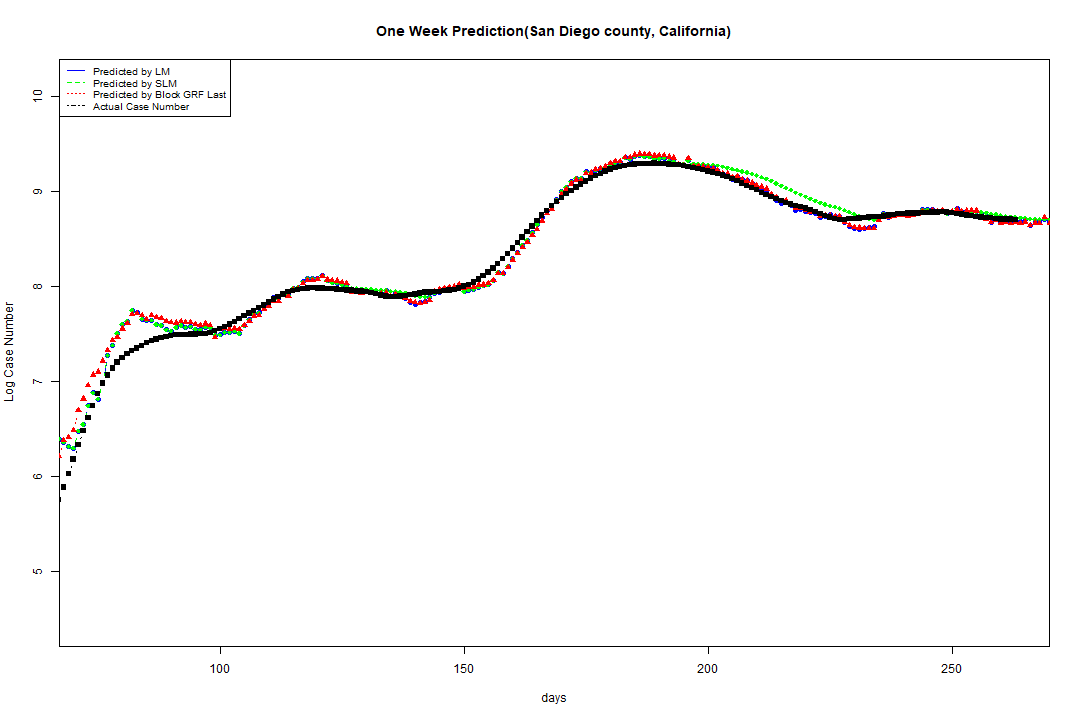 One Week Prediction(San Diego county, California)
Predicted by LM
Predicted by SLM
Predicted by Block GRF Last
Actual Case Number
10
9
8
7
6
5
Log Case Number
100 150 200 250
days